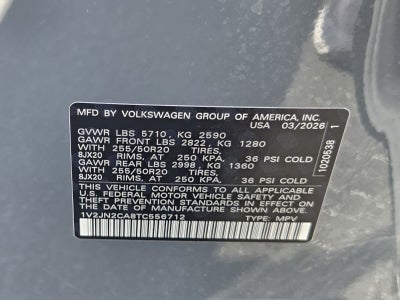 MFD BY VOLKSWAGEN GROUP OF AMERICA, INC.
USA 03/2026
GVWR LBS 5710, KG 2590
GAWR FRONT LBS 2822, KG 1280
WITH 255/50R20 TIRES,
8JX20 RIMS, AT 250 KPA, 36 PSI COLD
GAWR REAR LBS 2998, KG 1360
WITH 255/50R20 TIRES,
8JX20 RIMS, AT 250 KPA, 36 PSI COLD
THIS VEHICLE CONFORMS TO ALL APPLICABLE
U.S. FEDERAL MOTOR VEHICLE SAFETY, BUMPER, AND
THEFT PREVENTION STANDARDS IN EFFECT ON THE
DATE OF MANUFACTURE SHOWN ABOVE.
1V2JN2CA8TC556712 TYPE: MPV
1020538 1